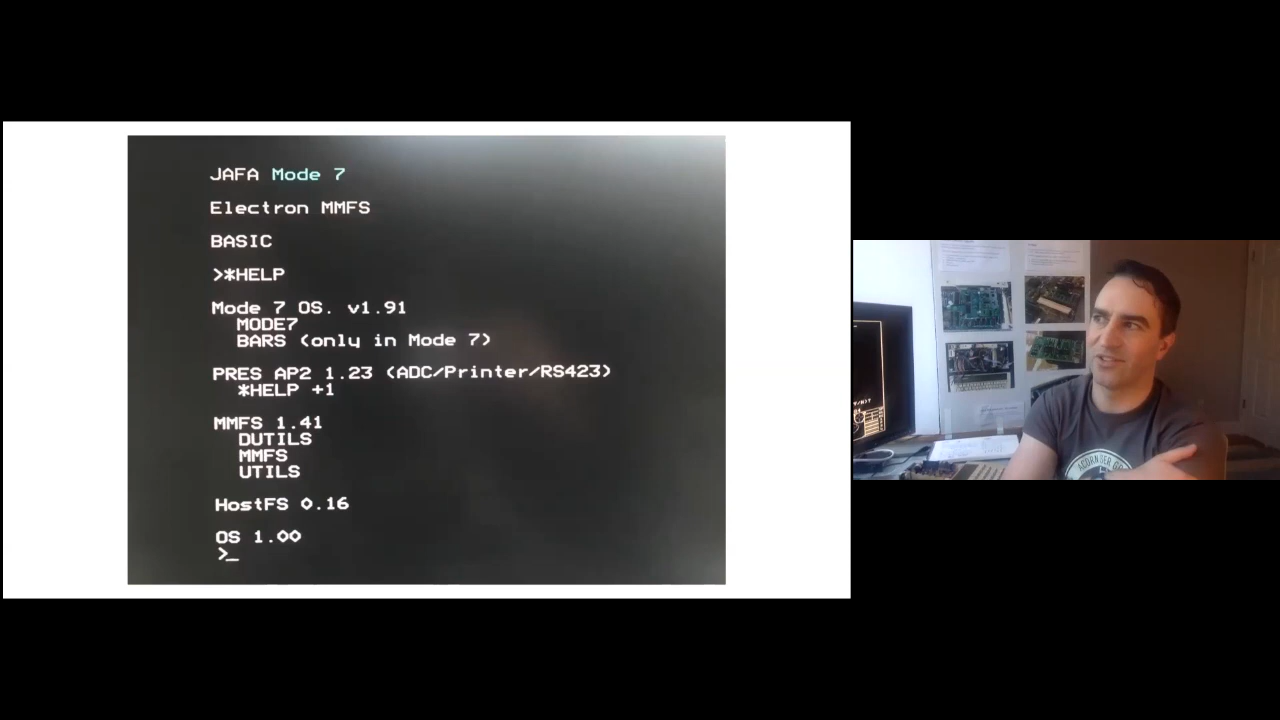 JAFA Mode 7
Electron MMFS
BASIC
>*HELP
Mode 7 OS. v1.91
MODE7
BARS (only in Mode 7)
PRES AP2 1.23 (ADC/Printer/RS423)
*HELP +1
MMFS 1.41
DUTILS
MMFS
UTILS
HostFS 0.16
OS 1.00
>_